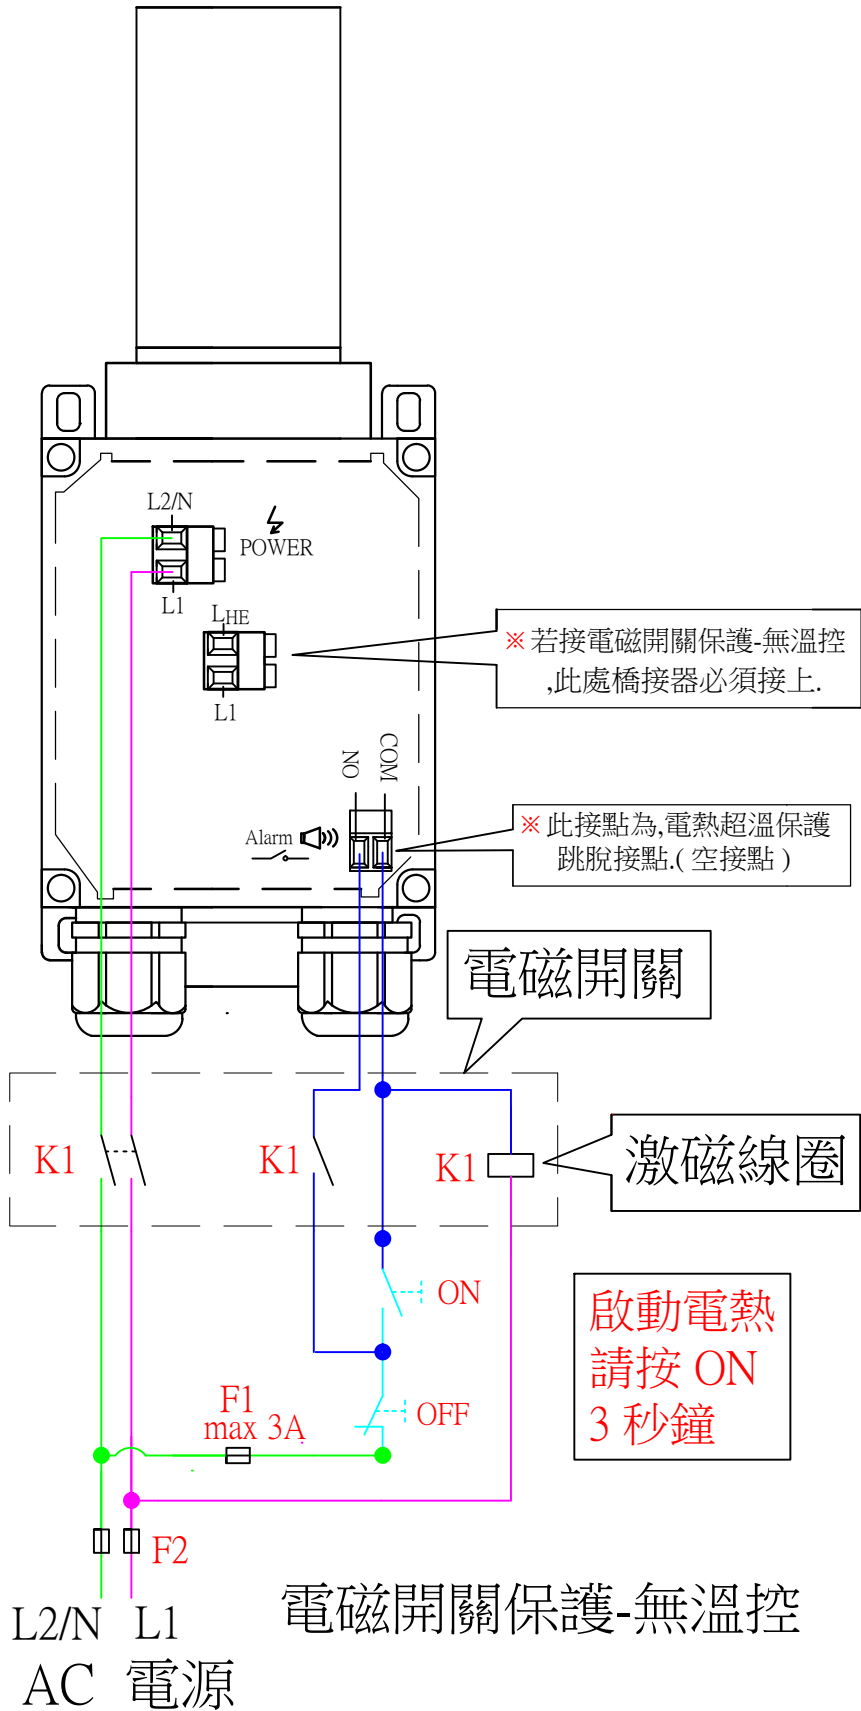 L2/N
POWER
L1
LHE
L1
※ 若接電磁開關保護-無溫控
,此處橋接器必須接上.
NO
COM
Alarm
※ 此接點為,電熱超溫保護
跳脫接點.( 空接點 )
電磁開關
K1
K1
K1
激磁線圈
ON
啟動電熱
請按 ON
3 秒鐘
F1
max 3A
OFF
F2
L2/N L1
AC 電源
電磁開關保護-無溫控